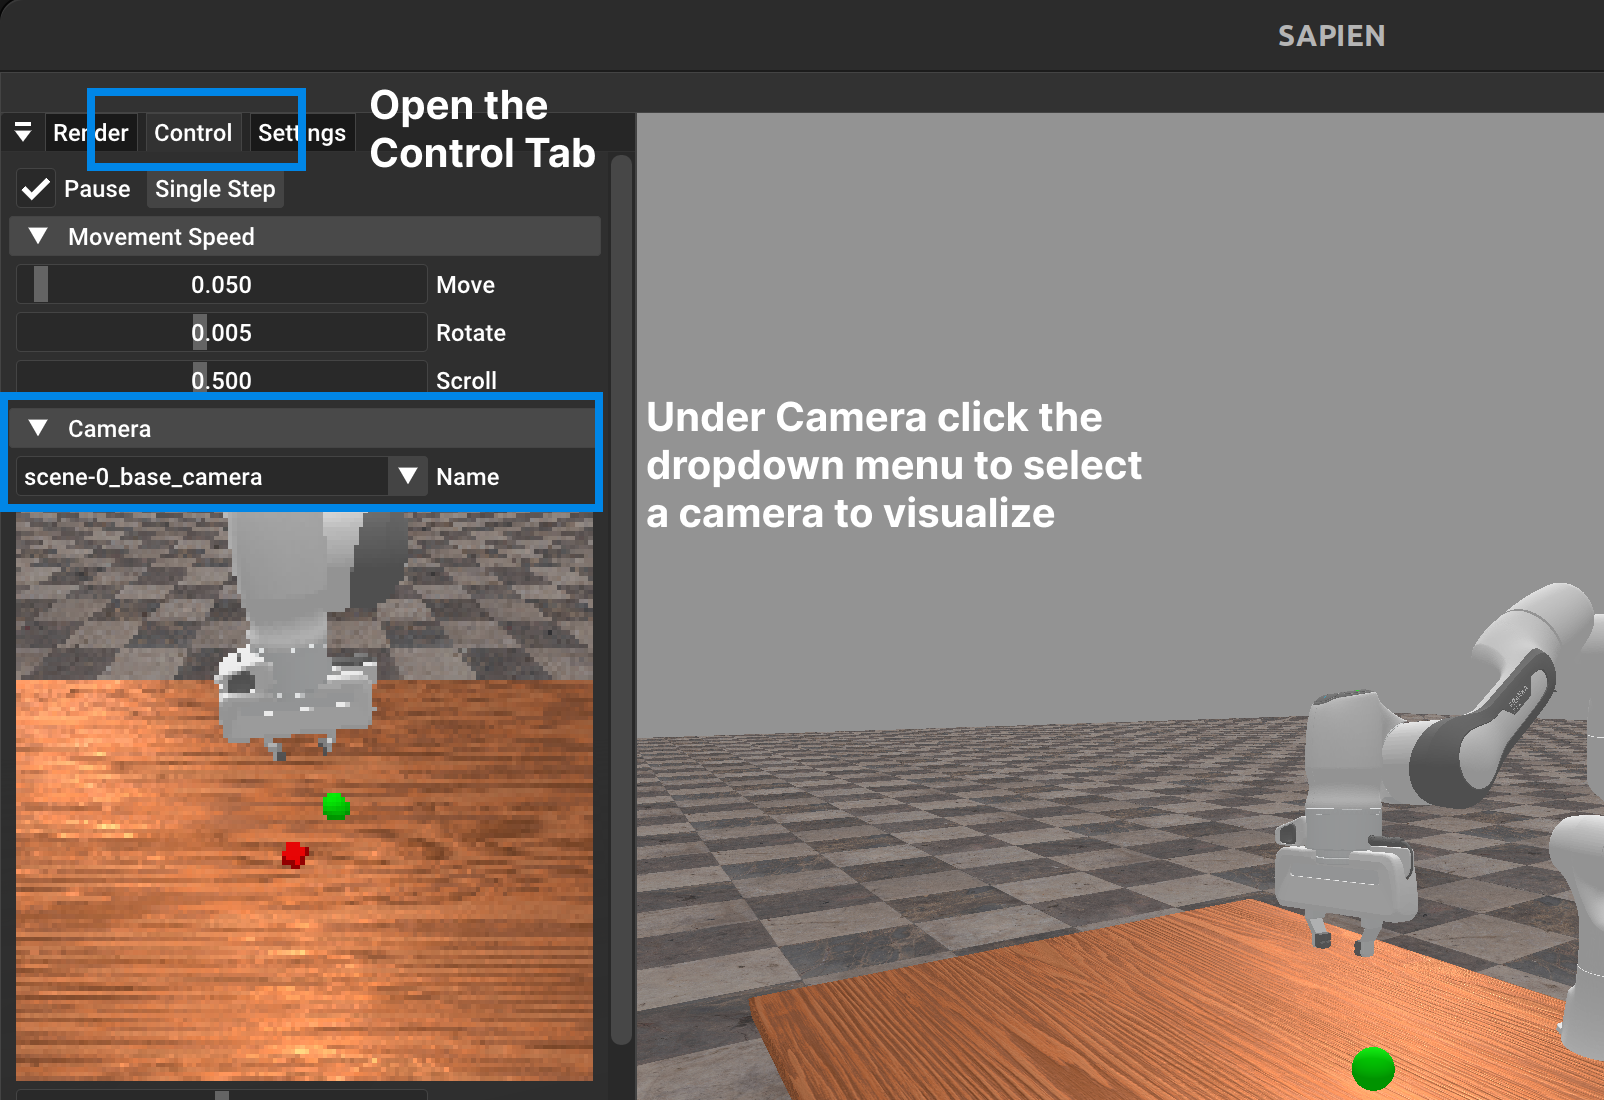 SAPIEN
Render Control Settings
Open the
Control Tab
Pause Single Step
Movement Speed
0.050 Move
0.005 Rotate
0.500 Scroll
Camera
scene-0_base_camera Name
Under Camera click the
dropdown menu to select
a camera to visualize